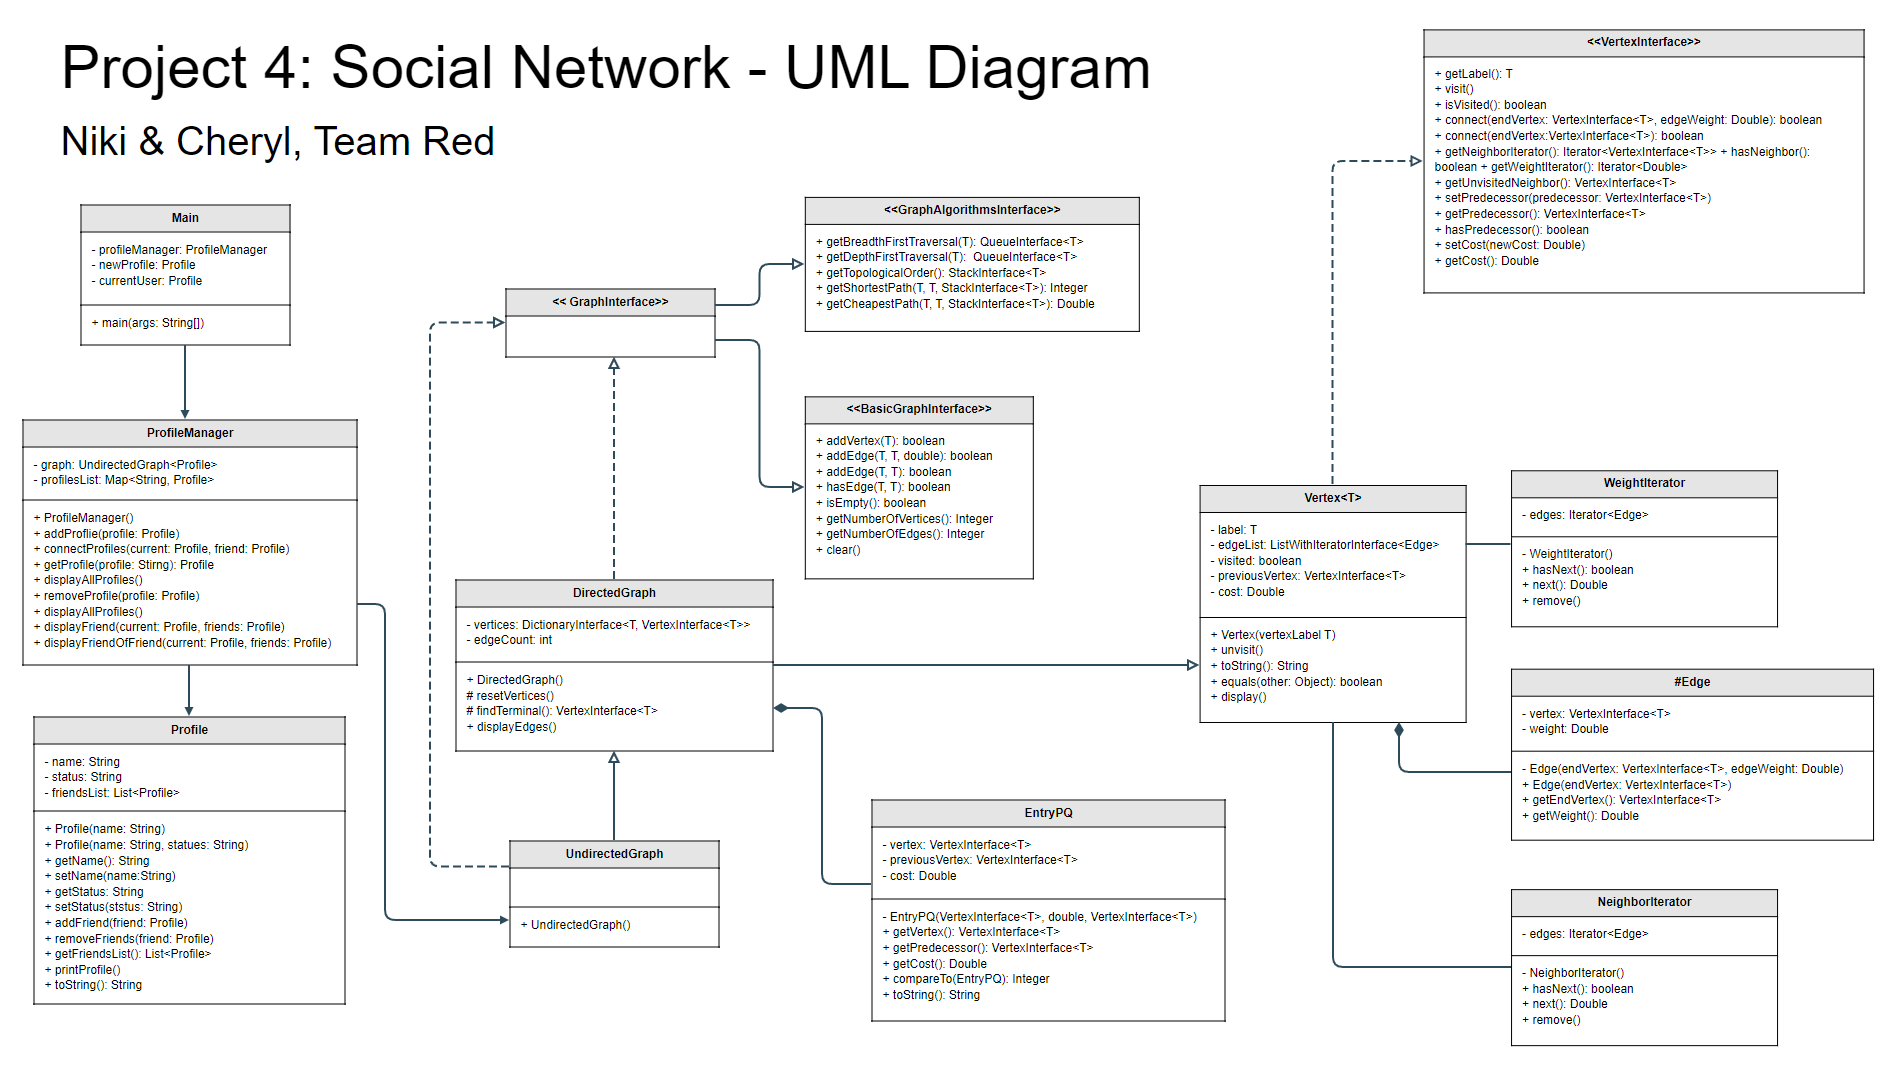 Project 4: Social Network - UML Diagram
Niki & Cheryl, Team Red
<<VertexInterface>>
+ getLabel(): T
+ visit()
+ isVisited(): boolean
+ connect(endVertex: VertexInterface<T>, edgeWeight: Double): boolean
+ connect(endVertex:VertexInterface<T>): boolean
+ getNeighborIterator(): Iterator<VertexInterface<T>> + hasNeighbor():
boolean + getWeightIterator(): Iterator<Double>
+ getUnvisitedNeighbor(): VertexInterface<T>
+ setPredecessor(predecessor: VertexInterface<T>)
+ getPredecessor(): VertexInterface<T>
+ hasPredecessor(): boolean
+ setCost(newCost: Double)
+ getCost(): Double
Main
- profileManager: ProfileManager
- newProfile: Profile
- currentUser: Profile
+ main(args: String[])
<<GraphAlgorithmsInterface>>
+ getBreadthFirstTraversal(T): QueueInterface<T>
+ getDepthFirstTraversal(T):  QueueInterface<T>
+ getTopologicalOrder(): StackInterface<T>
+ getShortestPath(T, T, StackInterface<T>): Integer
+ getCheapestPath(T, T, StackInterface<T>): Double
<< GraphInterface>>
<<BasicGraphInterface>>
+ addVertex(T): boolean
+ addEdge(T, T, double): boolean
+ addEdge(T, T): boolean
+ hasEdge(T, T): boolean
+ isEmpty(): boolean
+ getNumberOfVertices(): Integer
+ getNumberOfEdges(): Integer
+ clear()
ProfileManager
- graph: UndirectedGraph<Profile>
- profilesList: Map<String, Profile>
+ ProfileManager()
+ addProflie(profile: Profile)
+ connectProfiles(current: Profile, friend: Profile)
+ getProfile(profile: Stirng): Profile
+ displayAllProfiles()
+ removeProfile(profile: Profile)
+ displayAllProfiles()
+ displayFriend(current: Profile, friends: Profile)
+ displayFriendOfFriend(current: Profile, friends: Profile)
Vertex<T>
- label: T
- edgeList: ListWithIteratorInterface<Edge>
- visited: boolean
- previousVertex: VertexInterface<T>
- cost: Double
+ Vertex(vertexLabel T)
+ unvisit()
+ toString(): String
+ equals(other: Object): boolean
+ display()
WeightIterator
- edges: Iterator<Edge>
- WeightIterator()
+ hasNext(): boolean
+ next(): Double
+ remove()
DirectedGraph
- vertices: DictionaryInterface<T, VertexInterface<T>>
- edgeCount: int
+ DirectedGraph()
# resetVertices()
# findTerminal(): VertexInterface<T>
+ displayEdges()
#Edge
- vertex: VertexInterface<T>
- weight: Double
- Edge(endVertex: VertexInterface<T>, edgeWeight: Double)
+ Edge(endVertex: VertexInterface<T>)
+ getEndVertex(): VertexInterface<T>
+ getWeight(): Double
Profile
- name: String
- status: String
- friendsList: List<Profile>
+ Profile(name: String)
+ Profile(name: String, statues: String)
+ getName(): String
+ setName(name:String)
+ getStatus: String
+ setStatus(ststus: String)
+ addFriend(friend: Profile)
+ removeFriends(friend: Profile)
+ getFriendsList(): List<Profile>
+ printProfile()
+ toString(): String
UndirectedGraph
+ UndirectedGraph()
EntryPQ
- vertex: VertexInterface<T>
- previousVertex: VertexInterface<T>
- cost: Double
- EntryPQ(VertexInterface<T>, double, VertexInterface<T>)
+ getVertex(): VertexInterface<T>
+ getPredecessor(): VertexInterface<T>
+ getCost(): Double
+ compareTo(EntryPQ): Integer
+ toString(): String
NeighborIterator
- edges: Iterator<Edge>
- NeighborIterator()
+ hasNext(): boolean
+ next(): Double
+ remove()